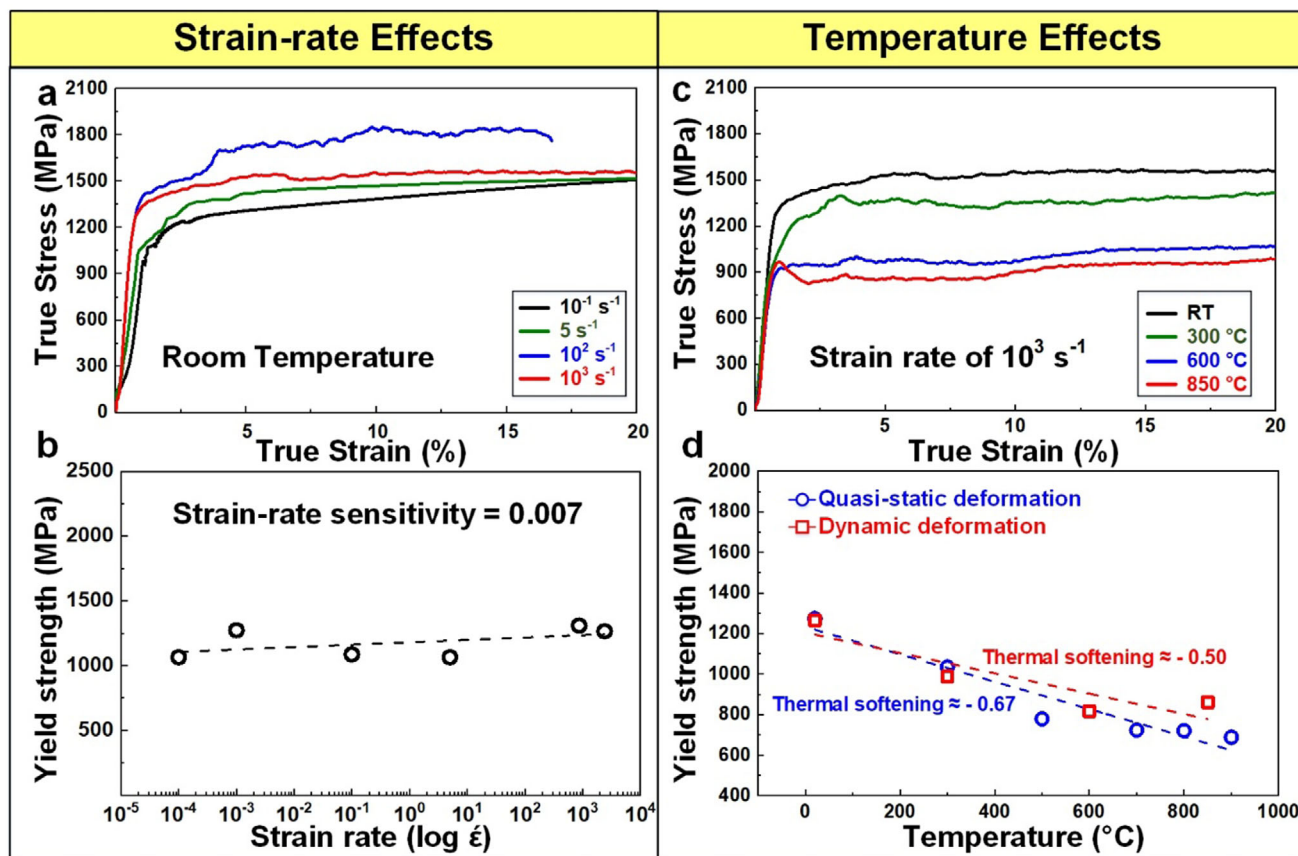 Strain-rate Effects
Temperature Effects
a
True Stress (MPa)
2100
1800
1500
1200
900
600
300
0
10⁻¹ s⁻¹
5 s⁻¹
10² s⁻¹
10³ s⁻¹
Room Temperature
5
10
15
20
True Strain (%)
c
True Stress (MPa)
2100
1800
1500
1200
900
600
300
0
RT
300 °C
600 °C
850 °C
Strain rate of 10³ s⁻¹
5
10
15
20
True Strain (%)
b
Yield strength (MPa)
2500
2000
1500
1000
500
Strain-rate sensitivity = 0.007
10⁻⁵
10⁻⁴
10⁻³
10⁻²
10⁻¹
10⁰
10¹
10²
10³
10⁴
Strain rate (log ἐ)
d
Yield strength (MPa)
2000
1800
1600
1400
1200
1000
800
600
400
Quasi-static deformation
Dynamic deformation
Thermal softening ≈ - 0.50
Thermal softening ≈ - 0.67
0
200
400
600
800
1000
Temperature (°C)